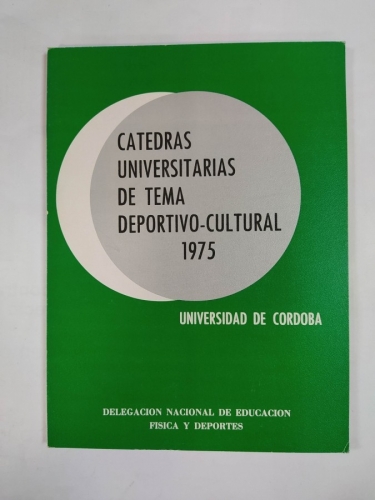 CATEDRAS
UNIVERSITARIAS
DE TEMA
DEPORTIVO-CULTURAL
1975
UNIVERSIDAD DE CORDOBA
DELEGACION NACIONAL DE EDUCACION
FISICA Y DEPORTES